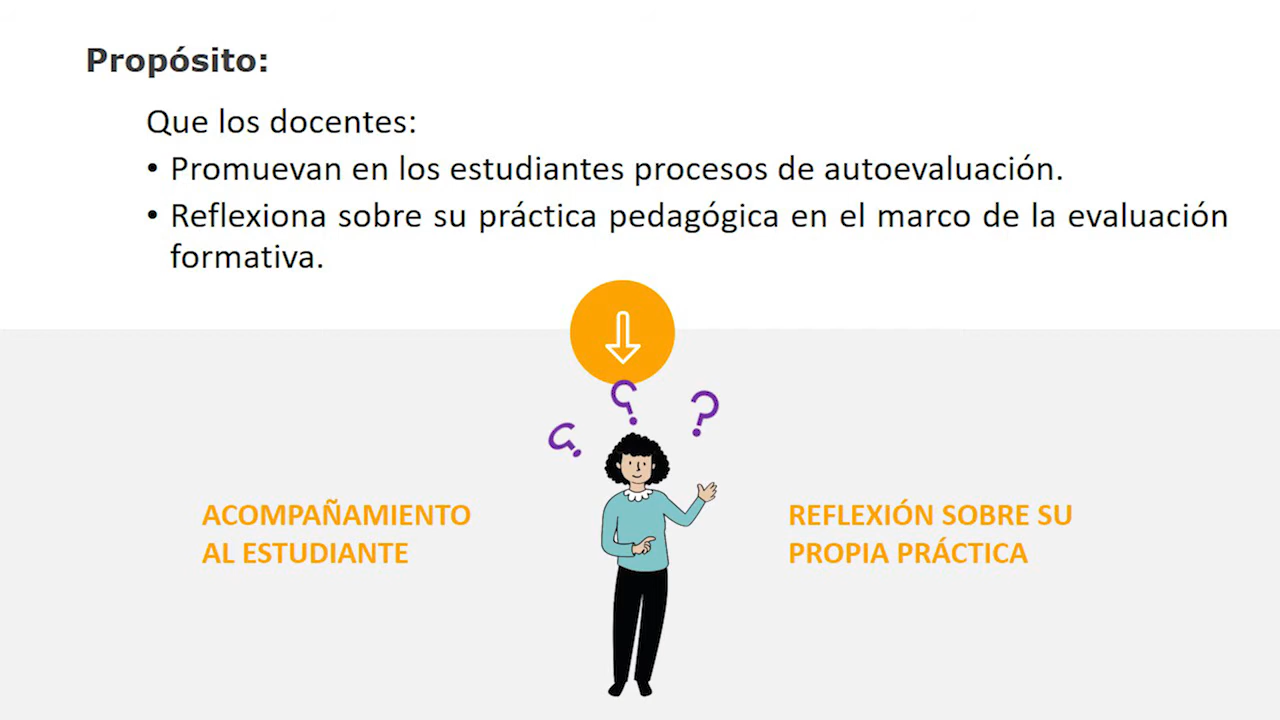 Propósito:
Que los docentes:
• Promuevan en los estudiantes procesos de autoevaluación.
• Reflexiona sobre su práctica pedagógica en el marco de la evaluación
formativa.
? ? ?
ACOMPAÑAMIENTO
AL ESTUDIANTE
REFLEXIÓN SOBRE SU
PROPIA PRÁCTICA